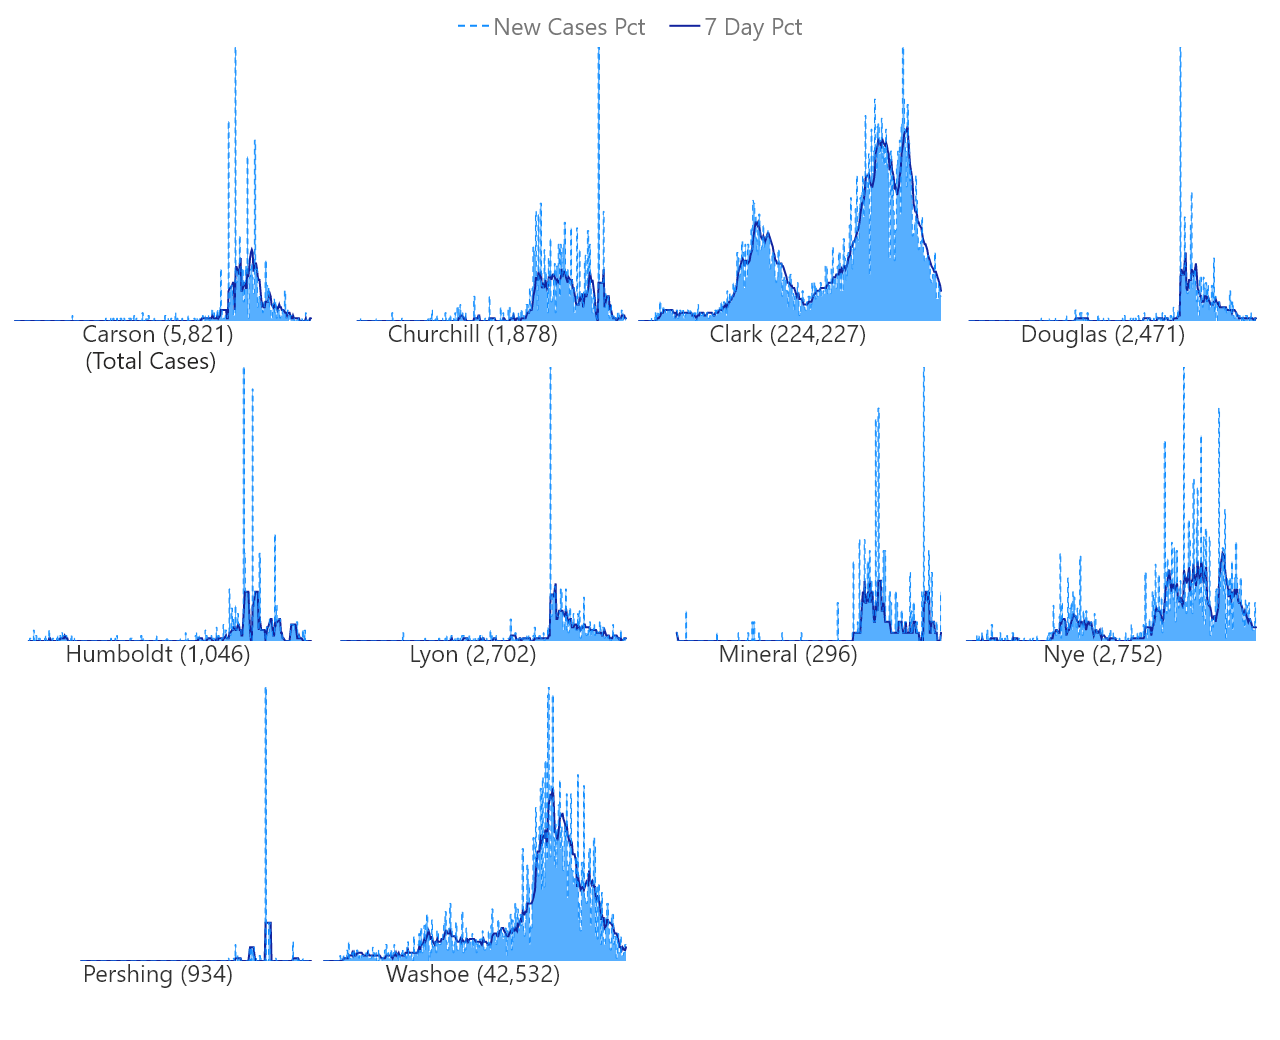 New Cases Pct 7 Day Pct
Carson (5,821)
(Total Cases)
Churchill (1,878)
Clark (224,227)
Douglas (2,471)
Humboldt (1,046)
Lyon (2,702)
Mineral (296)
Nye (2,752)
Pershing (934)
Washoe (42,532)